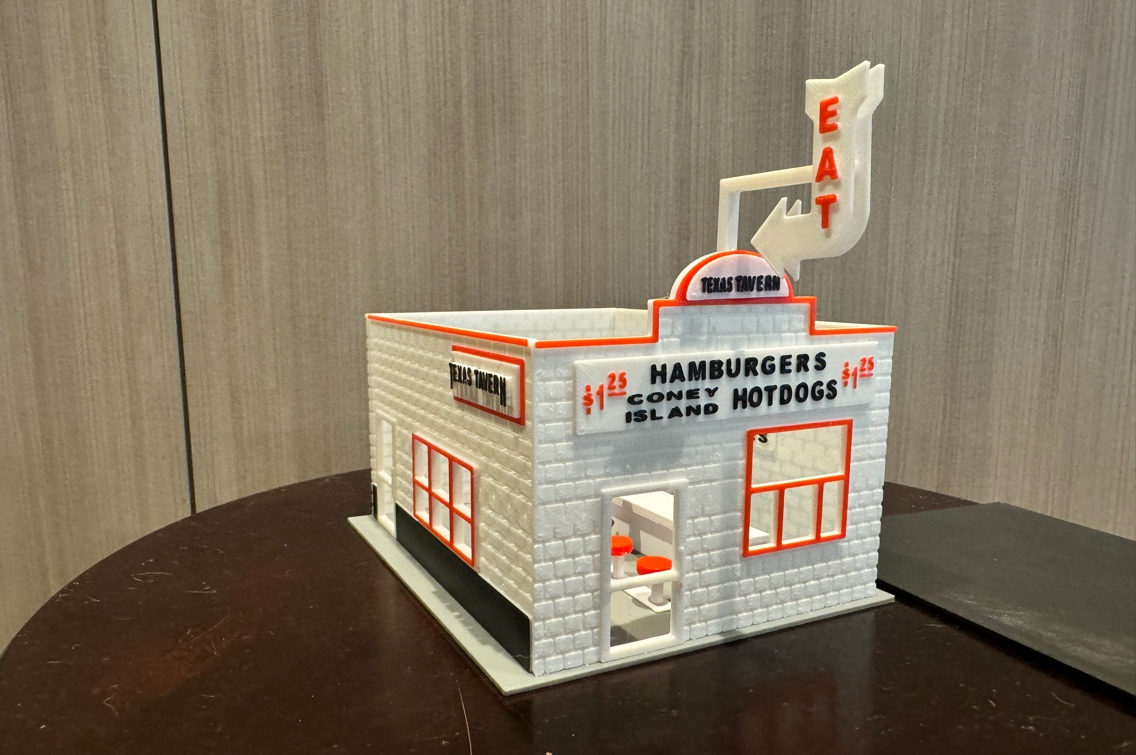 EAT
TEXAS TAVERN
TEXAS TAVERN
$1.25 HAMBURGERS $1.25
CONEY ISLAND HOTDOGS